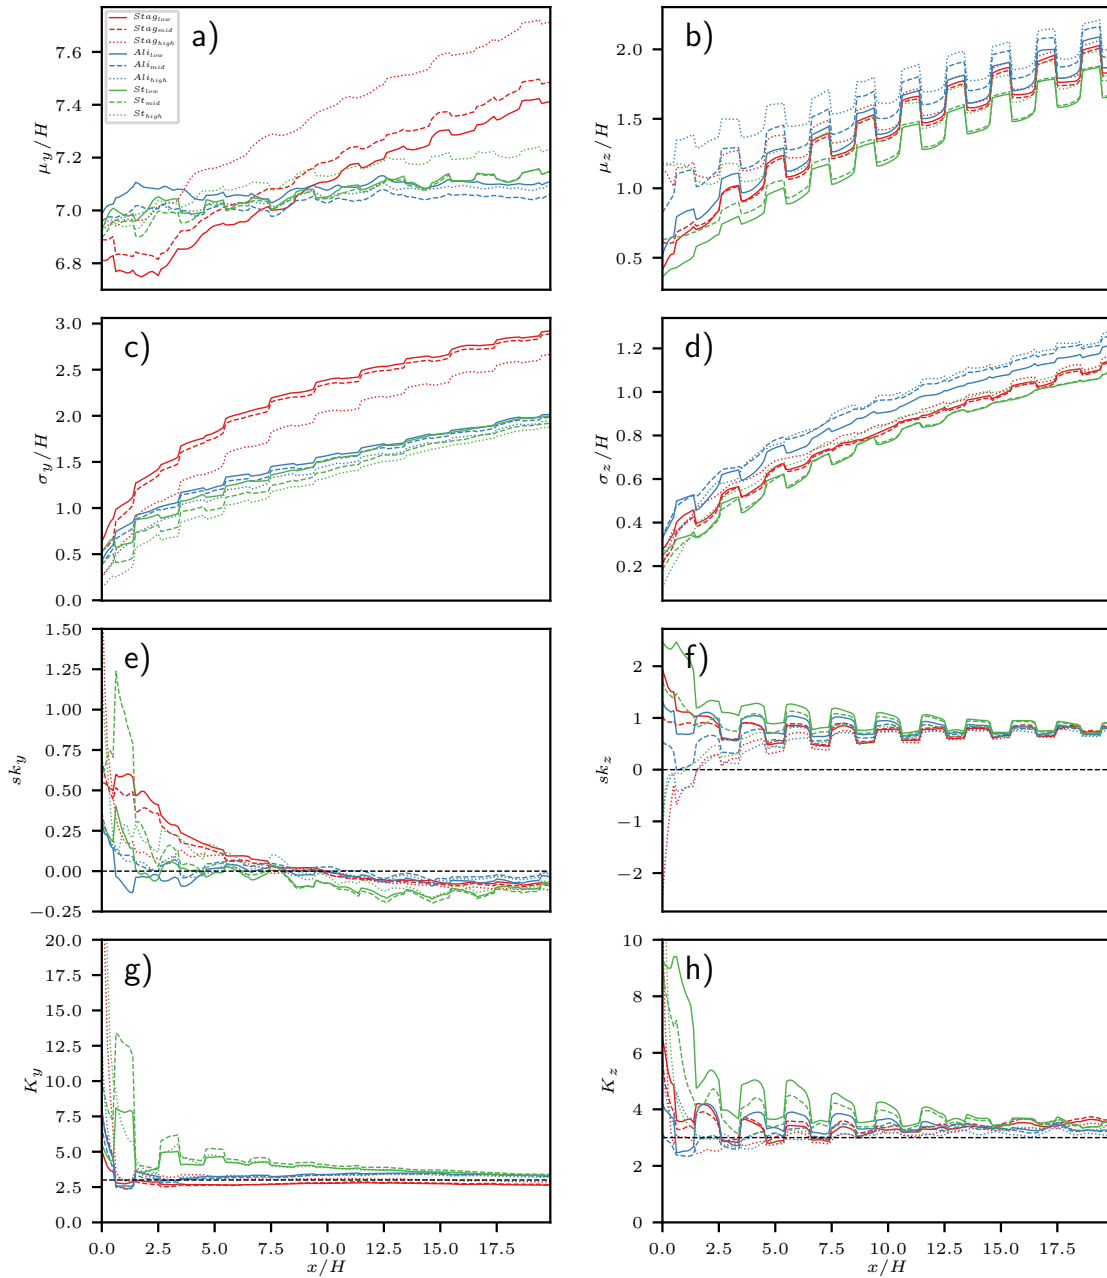 a)
Stag_low
Stag_mid
Stag_high
Ali_low
Ali_mid
Ali_high
St_low
St_mid
St_high
7.6
7.4
7.2
7.0
6.8
μ_y/H
b)
2.0
1.5
1.0
0.5
μ_z/H
c)
3.0
2.5
2.0
1.5
1.0
0.5
0.0
σ_y/H
d)
1.2
1.0
0.8
0.6
0.4
0.2
σ_z/H
e)
1.50
1.25
1.00
0.75
0.50
0.25
0.00
−0.25
sk_y
f)
2
1
0
−1
−2
sk_z
g)
20.0
17.5
15.0
12.5
10.0
7.5
5.0
2.5
0.0
K_y
0.0 2.5 5.0 7.5 10.0 12.5 15.0 17.5
x/H
h)
10
8
6
4
2
0
K_z
0.0 2.5 5.0 7.5 10.0 12.5 15.0 17.5
x/H